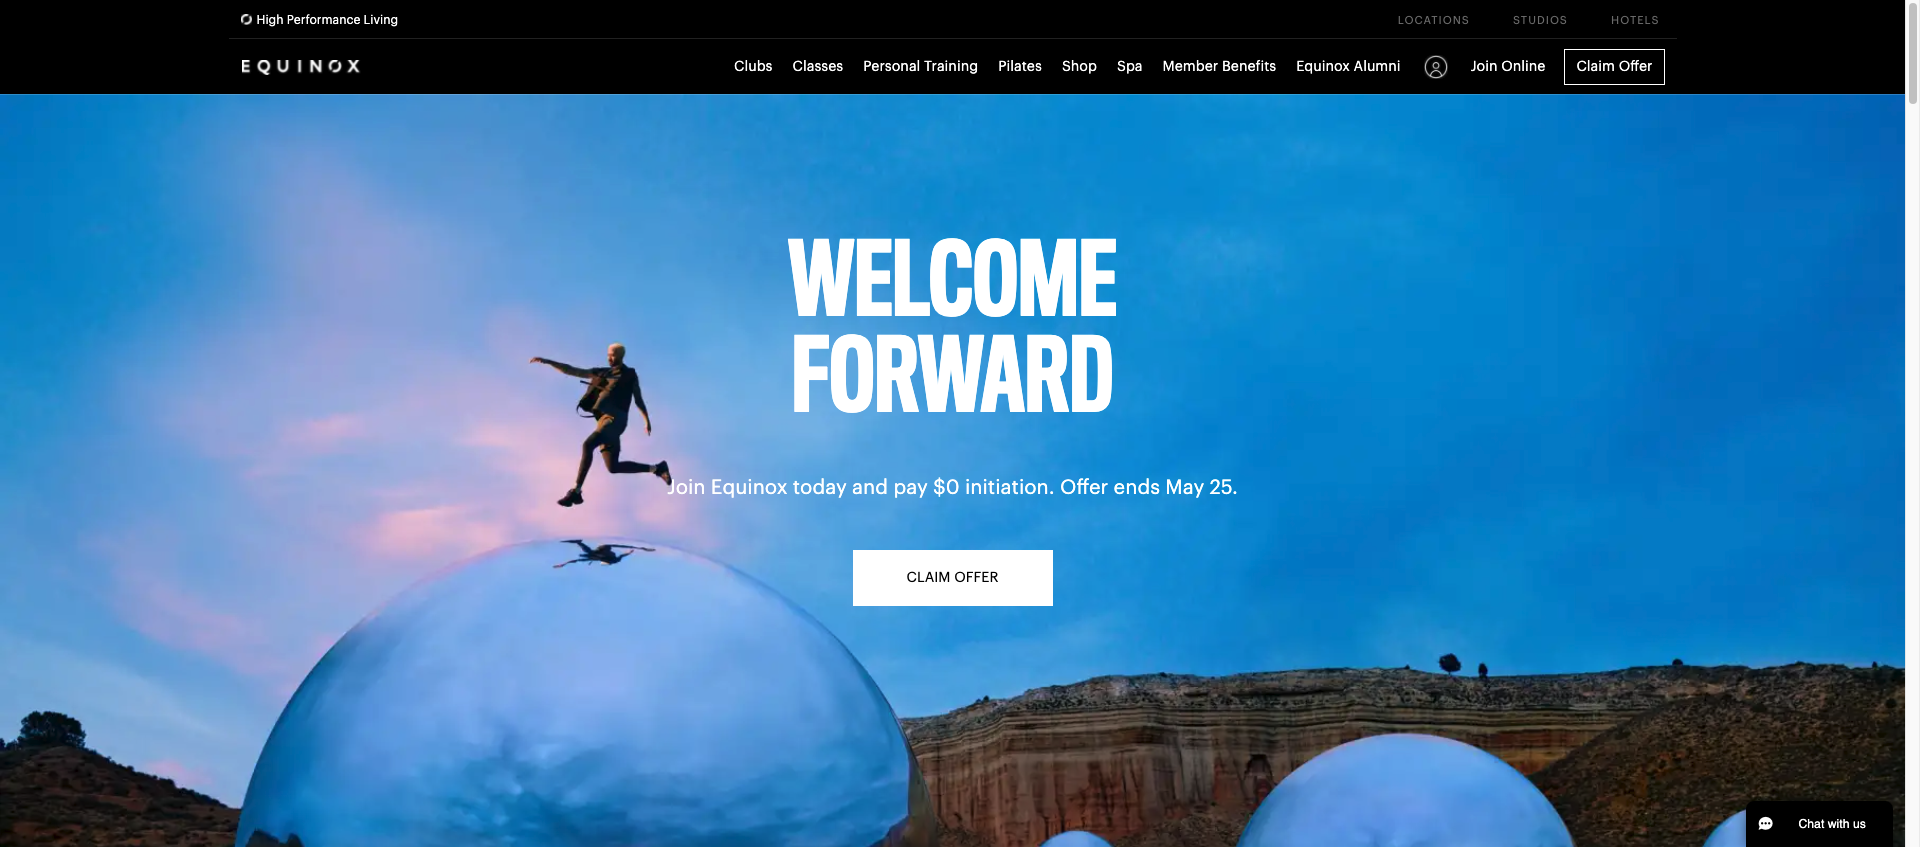 High Performance Living
LOCATIONS STUDIOS HOTELS
EQUINOX
Clubs Classes Personal Training Pilates Shop Spa Member Benefits Equinox Alumni Join Online Claim Offer
WELCOME
FORWARD
Join Equinox today and pay $0 initiation. Offer ends May 25.
CLAIM OFFER
Chat with us